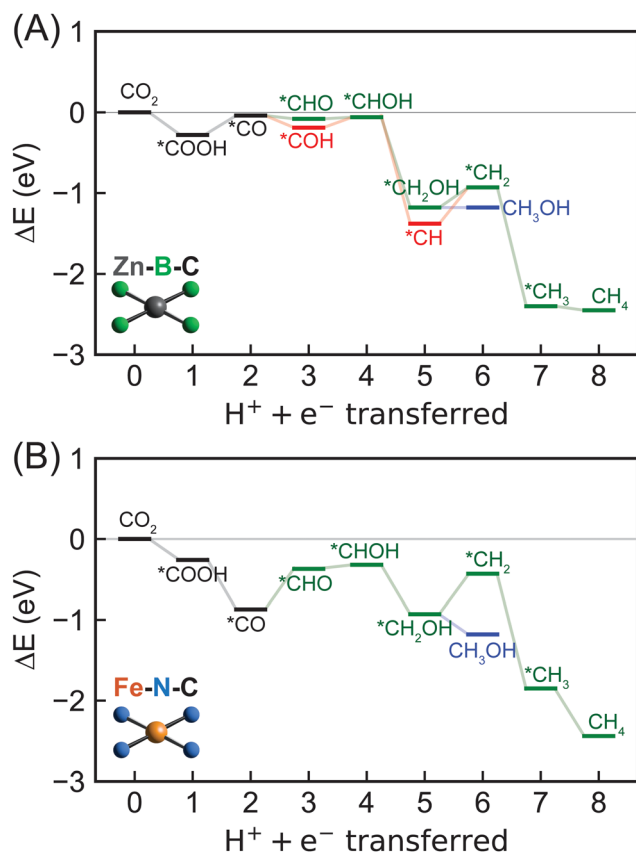 (A)
1
0
−1
−2
−3
ΔE (eV)
CO₂
*COOH
*CO
*CHO
*COH
*CHOH
*CH₂OH
*CH
*CH₂
CH₃OH
*CH₃
CH₄
Zn-B-C
0 1 2 3 4 5 6 7 8
H⁺ + e⁻ transferred
(B)
1
0
−1
−2
−3
ΔE (eV)
CO₂
*COOH
*CO
*CHO
*CHOH
*CH₂OH
*CH₂
CH₃OH
*CH₃
CH₄
Fe-N-C
0 1 2 3 4 5 6 7 8
H⁺ + e⁻ transferred